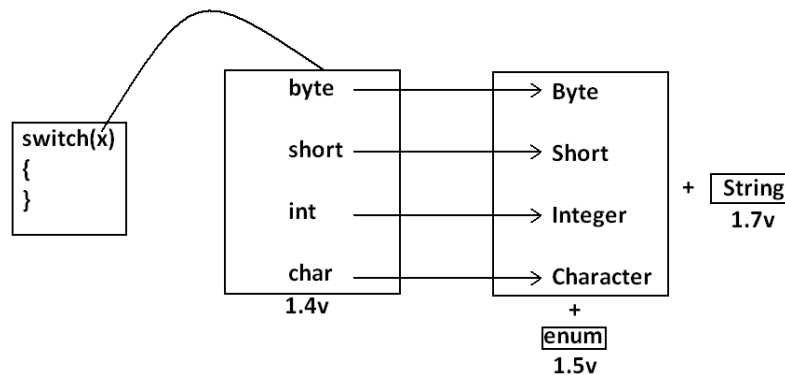 switch(x)
{
}
byte
short
int
char
1.4v
Byte
Short
Integer
Character
+
enum
1.5v
+ String
1.7v